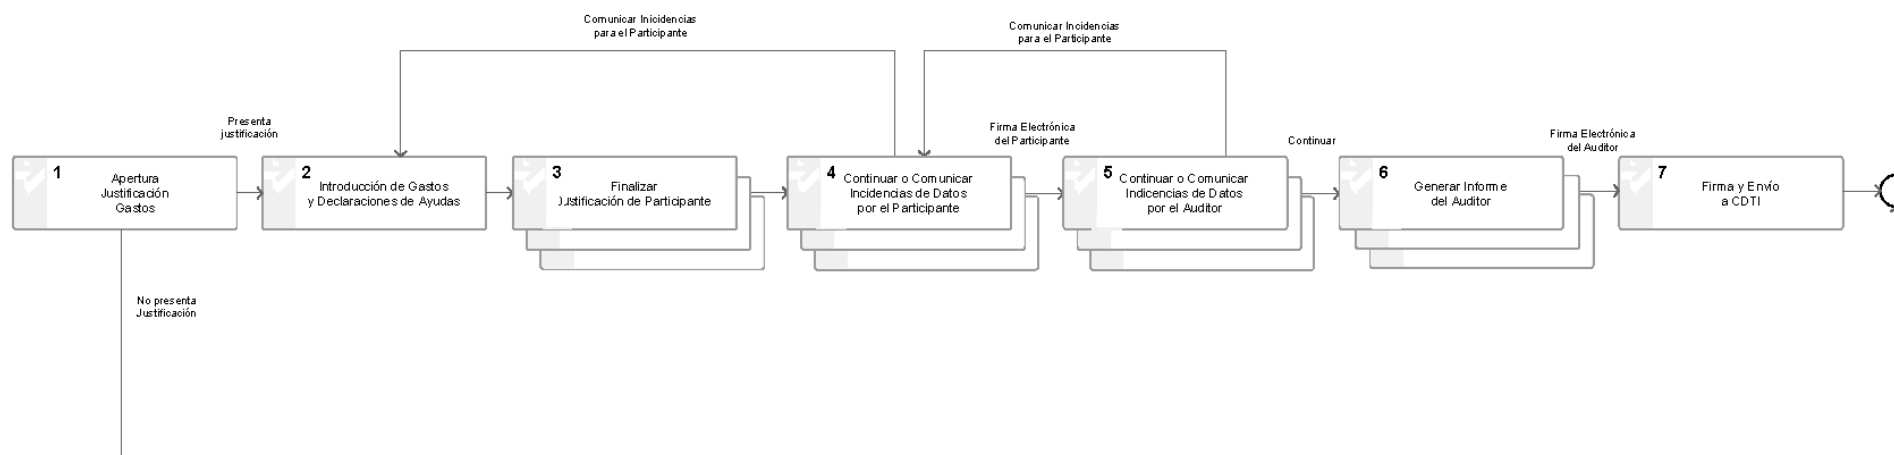 Comunicar Inicidencias
para el Participante
Comunicar Incidencias
para el Participante
Presenta
justificación
Firma Electrónica
del Participante
Continuar
Firma Electrónica
del Auditor
1
Apertura
Justificación
Gastos
2
Introducción de Gastos
y Declaraciones de Ayudas
3
Finalizar
Justificación de Participante
4
Continuar o Comunicar
Incidencias de Datos
por el Participante
5
Continuar o Comunicar
Indicencias de Datos
por el Auditor
6
Generar Informe
del Auditor
7
Firma y Envío
a CDTI
No presenta
Justificación